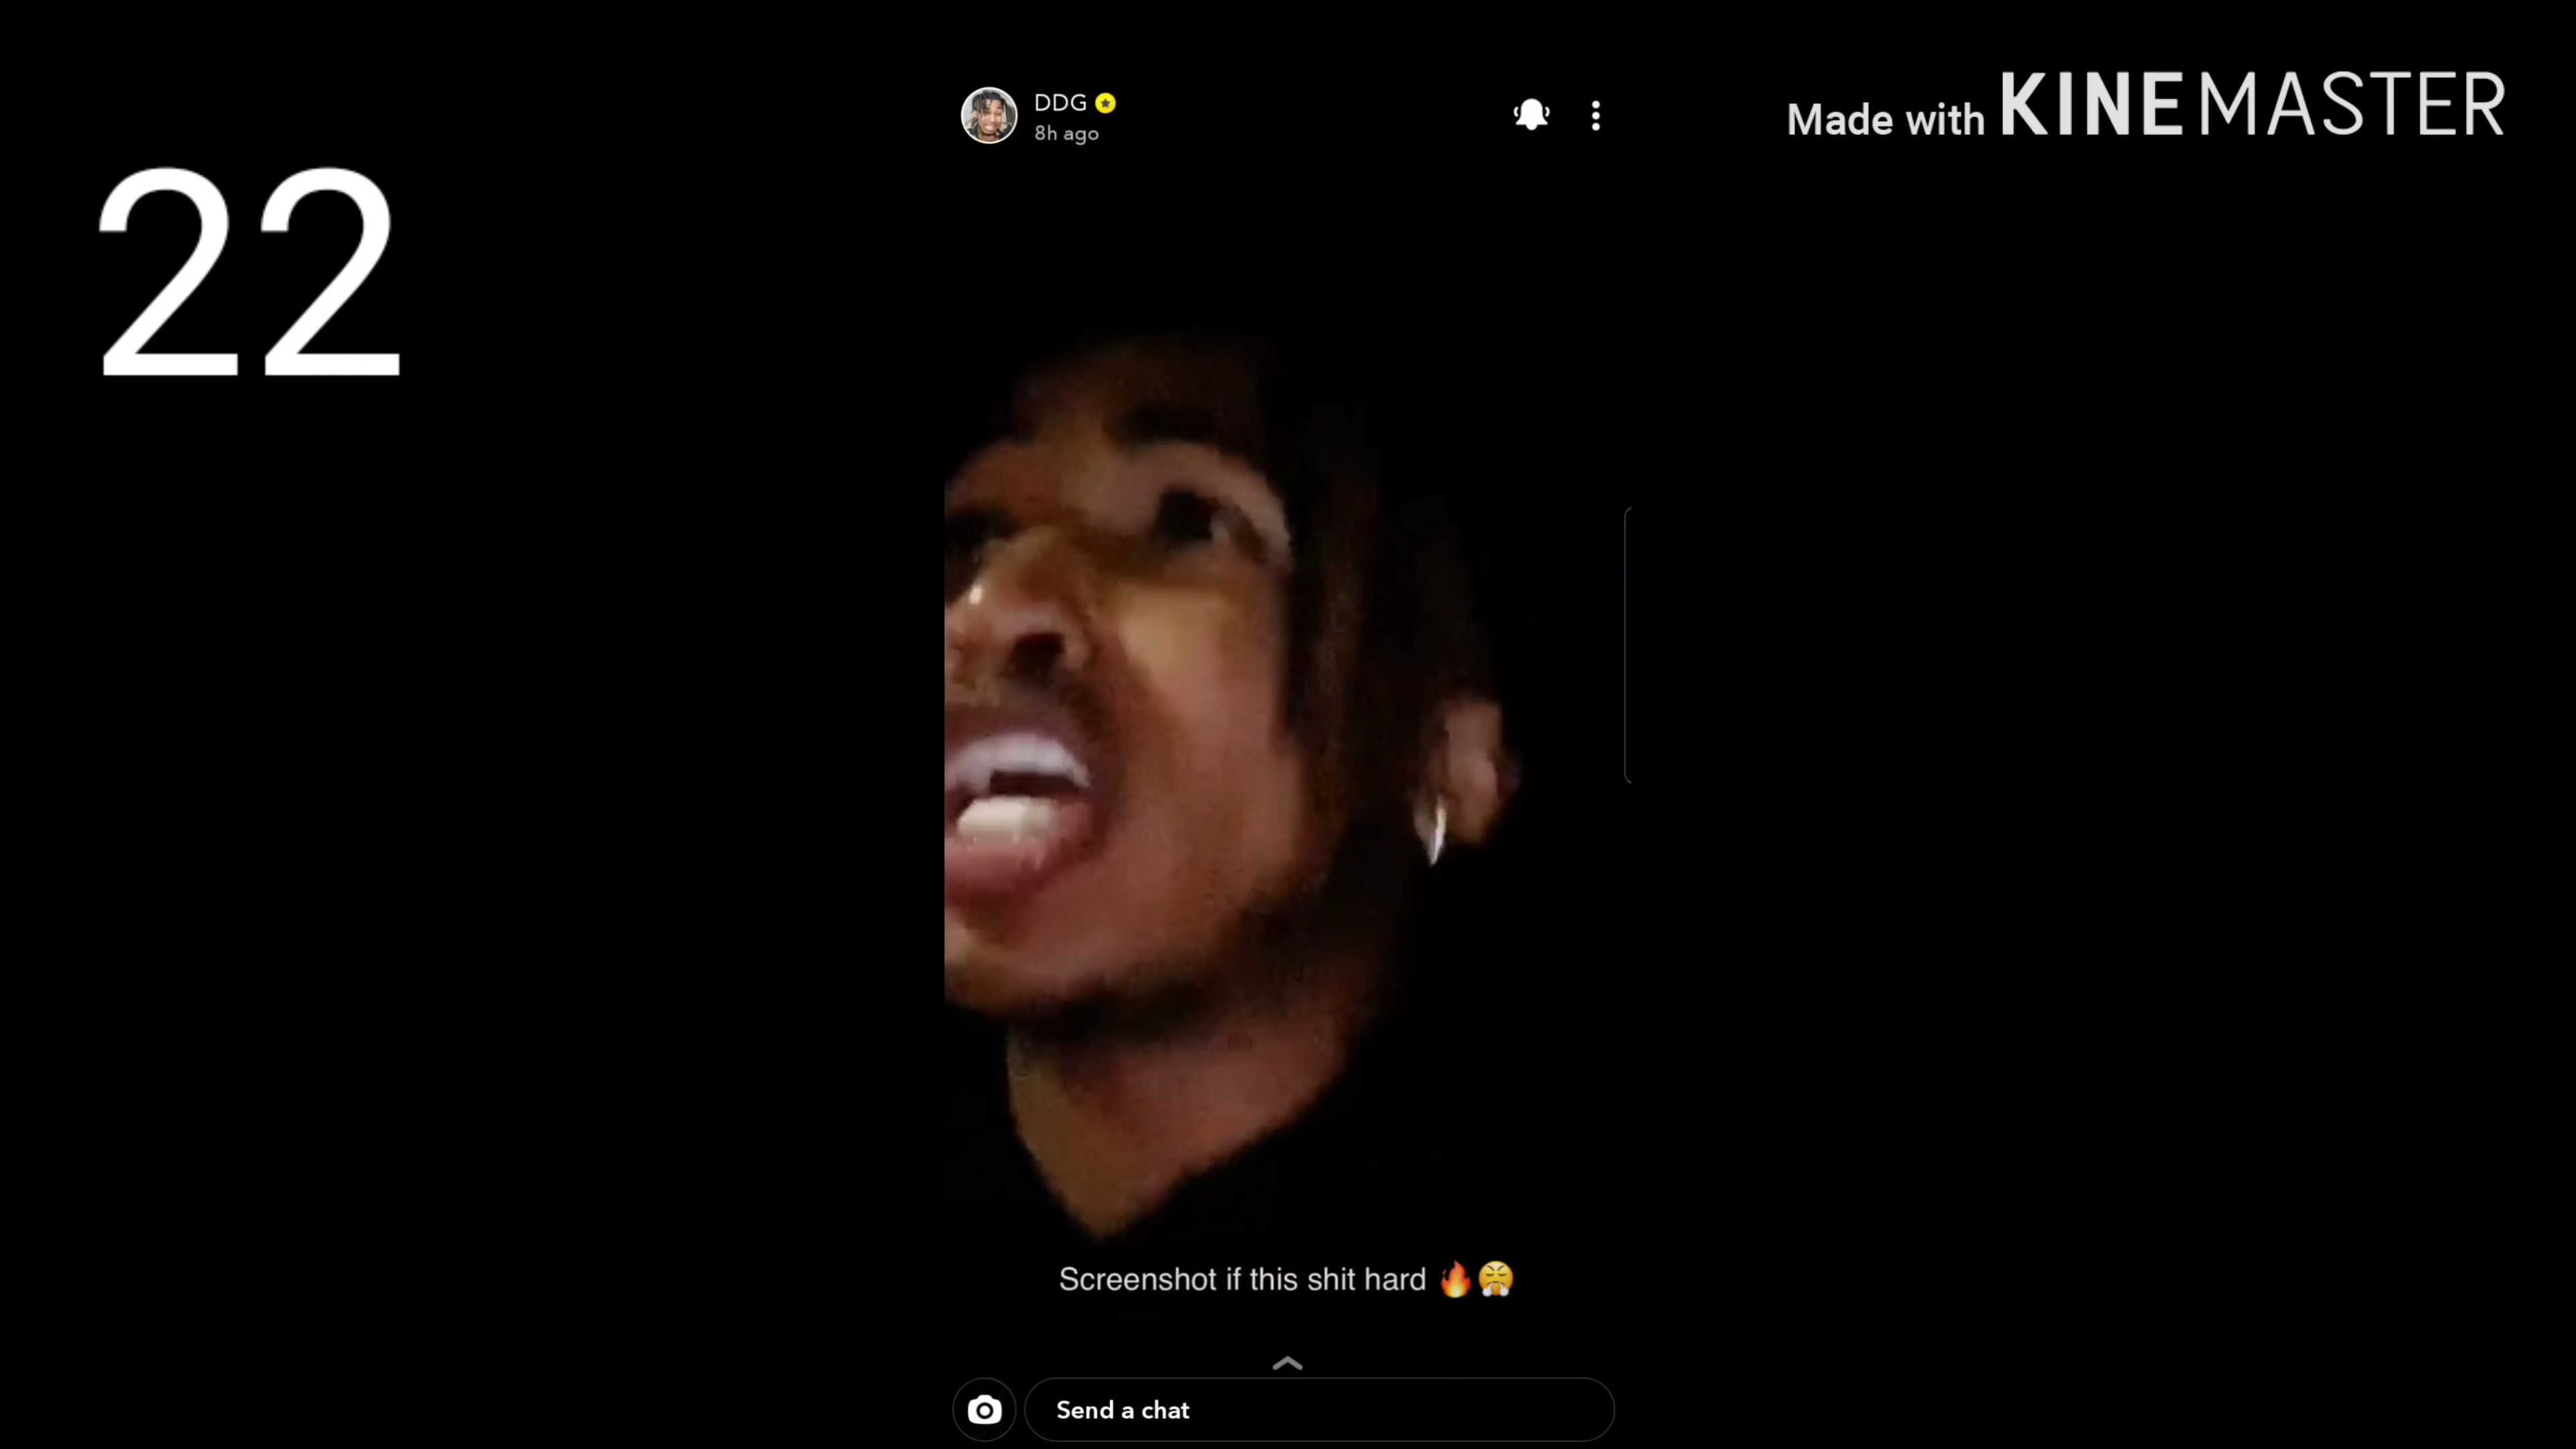 DDG
8h ago
Made with KINEMASTER
22
Screenshot if this shit hard 🔥😤
Send a chat